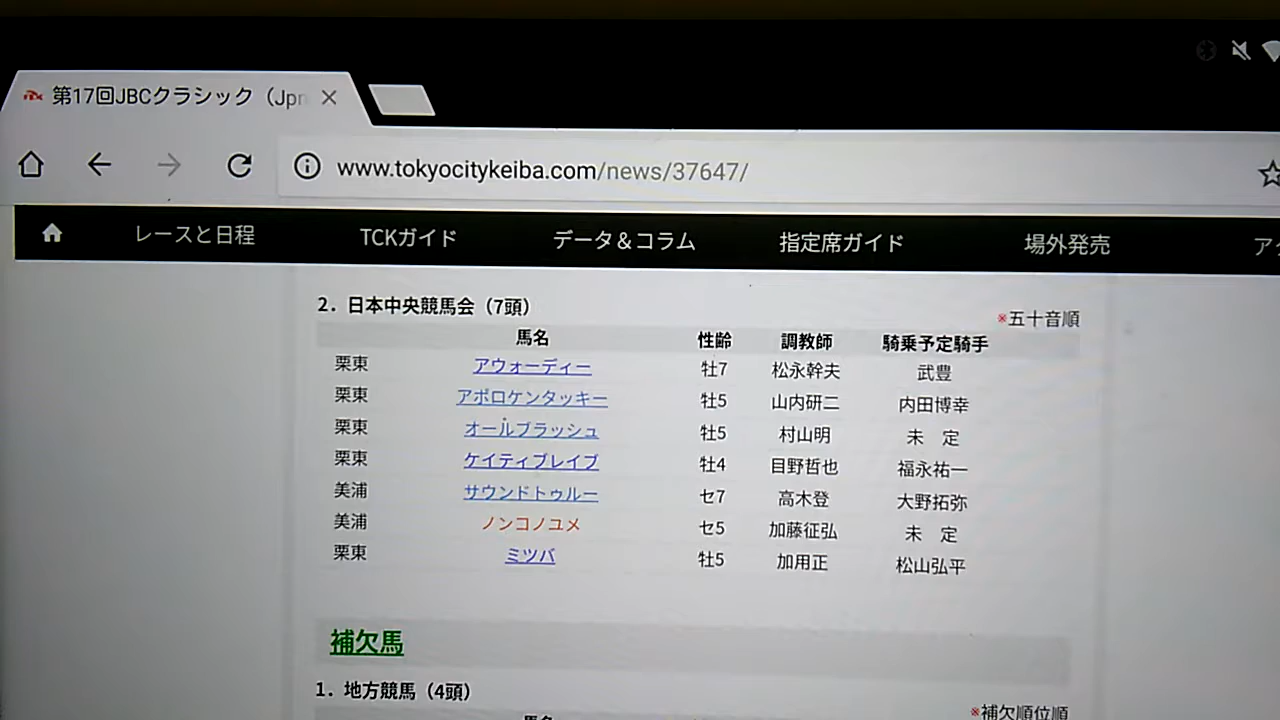 第17回JBCクラシック（Jpn
www.tokyocitykeiba.com/news/37647/
レースと日程 TCKガイド データ＆コラム 指定席ガイド 場外発売
2．日本中央競馬会（7頭）
※五十音順
馬名 性齢 調教師 騎乗予定騎手
栗東 アウォーディー 牡7 松永幹夫 武豊
栗東 アポロケンタッキー 牡5 山内研二 内田博幸
栗東 オールブラッシュ 牡5 村山明 未 定
栗東 ケイティブレイブ 牡4 目野哲也 福永祐一
美浦 サウンドトゥルー セ7 高木登 大野拓弥
美浦 ノンコノユメ セ5 加藤征弘 未 定
栗東 ミツバ 牡5 加用正 松山弘平
補欠馬
1．地方競馬（4頭）
※補欠順位順
馬名